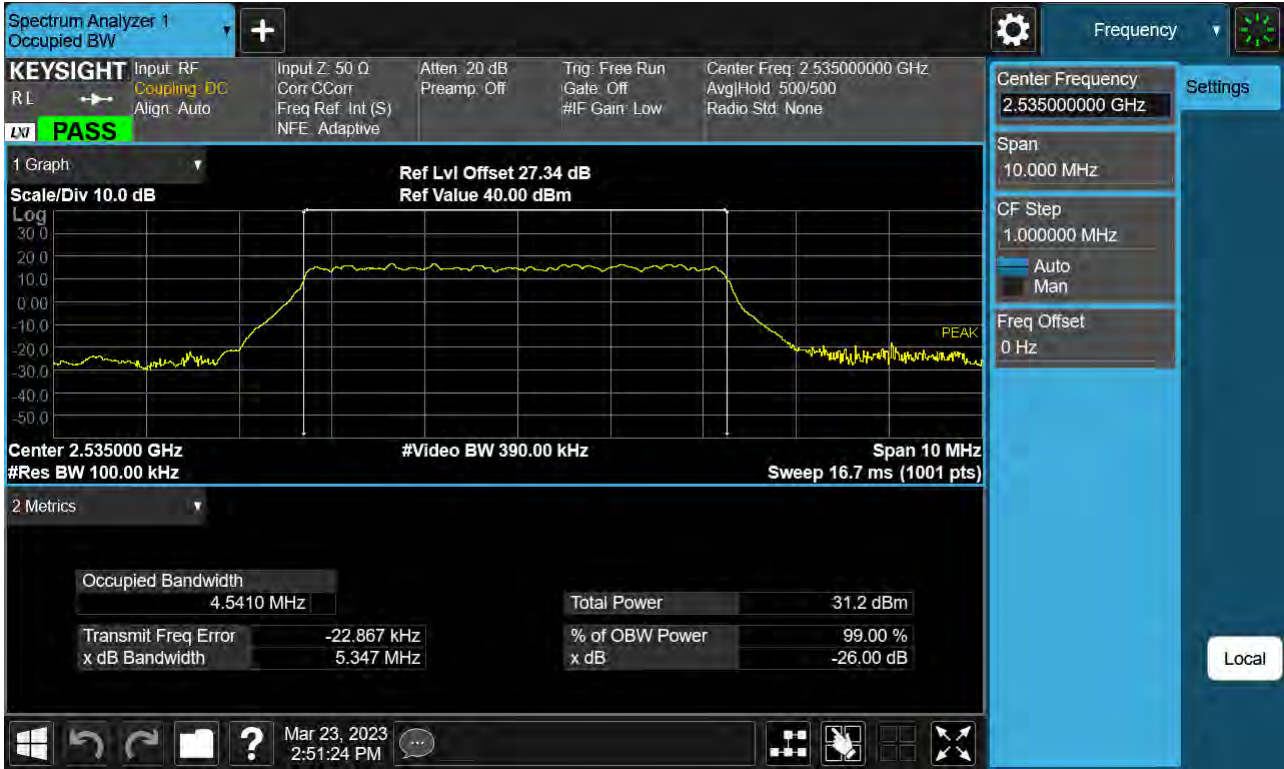 Spectrum Analyzer 1
Occupied BW
Frequency
KEYSIGHT
RL
LXI
PASS
Input: RF
Coupling: DC
Align: Auto
Input Z: 50 Ω
Corr CCorr
Freq Ref: Int (S)
NFE: Adaptive
Atten: 20 dB
Preamp: Off
Trig: Free Run
Gate: Off
#IF Gain: Low
Center Freq: 2.535000000 GHz
Avg|Hold: 500/500
Radio Std: None
1 Graph
Scale/Div 10.0 dB
Ref Lvl Offset 27.34 dB
Ref Value 40.00 dBm
Log
30.0
20.0
10.0
0.00
-10.0
-20.0
-30.0
-40.0
-50.0
PEAK
Center 2.535000 GHz
#Video BW 390.00 kHz
Span 10 MHz
#Res BW 100.00 kHz
Sweep 16.7 ms (1001 pts)
2 Metrics
Occupied Bandwidth
4.5410 MHz
Total Power 31.2 dBm
Transmit Freq Error -22.867 kHz
% of OBW Power 99.00 %
x dB Bandwidth 5.347 MHz
x dB -26.00 dB
Center Frequency
2.535000000 GHz
Settings
Span
10.000 MHz
CF Step
1.000000 MHz
Auto
Man
Freq Offset
0 Hz
Local
?
Mar 23, 2023
2:51:24 PM